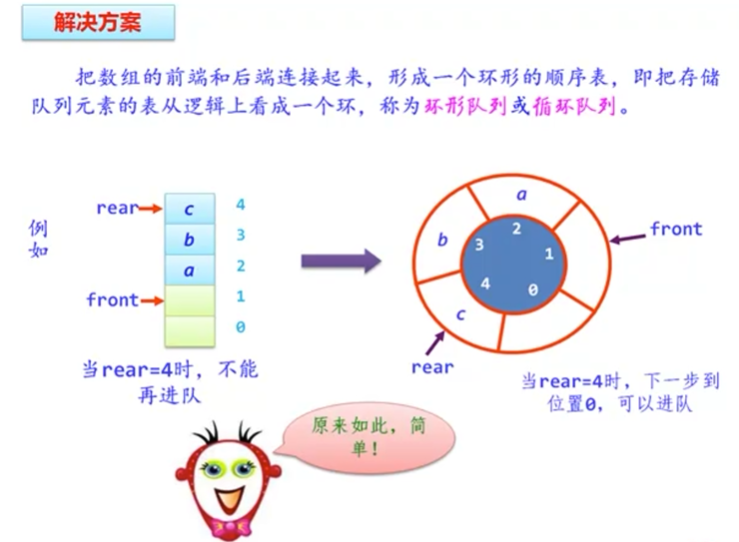 解决方案
把数组的前端和后端连接起来，形成一个环形的顺序表，即把存储
队列元素的表从逻辑上看成一个环，称为环形队列或循环队列。
例
如
rear
c
4
b
3
a
2
front
1
0
当rear=4时，不能
再进队
a
b
c
2
3
1
4
0
front
rear
当rear=4时，下一步到
位置0，可以进队
原来如此，简
单！